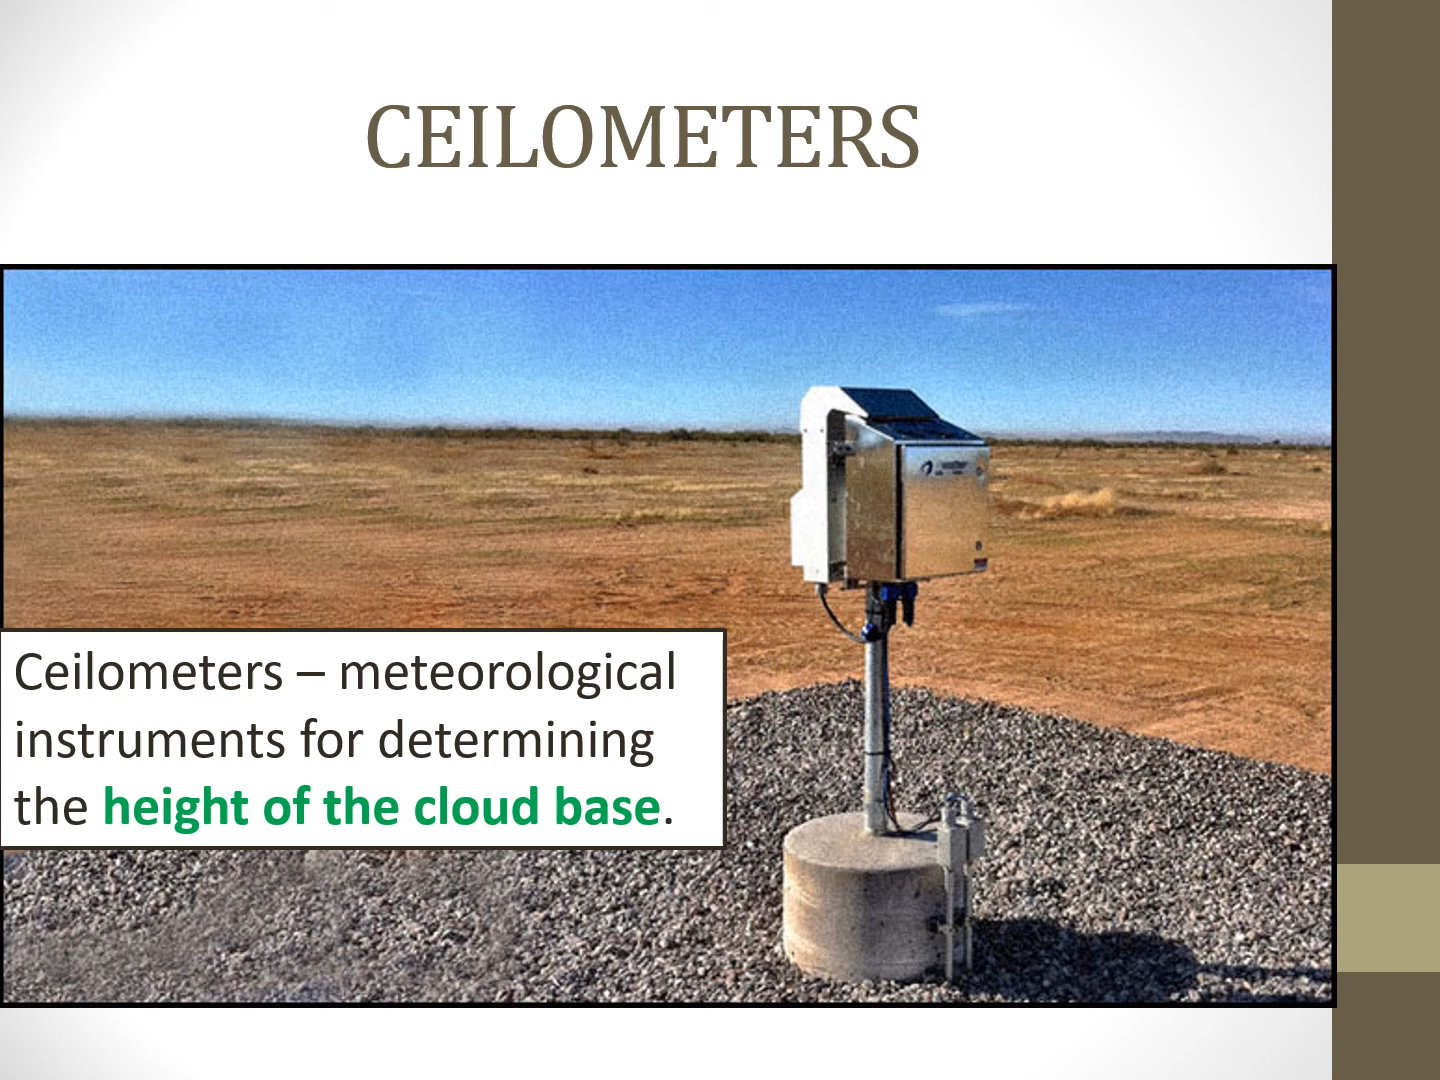 CEILOMETERS
Ceilometers – meteorological
instruments for determining
the height of the cloud base.